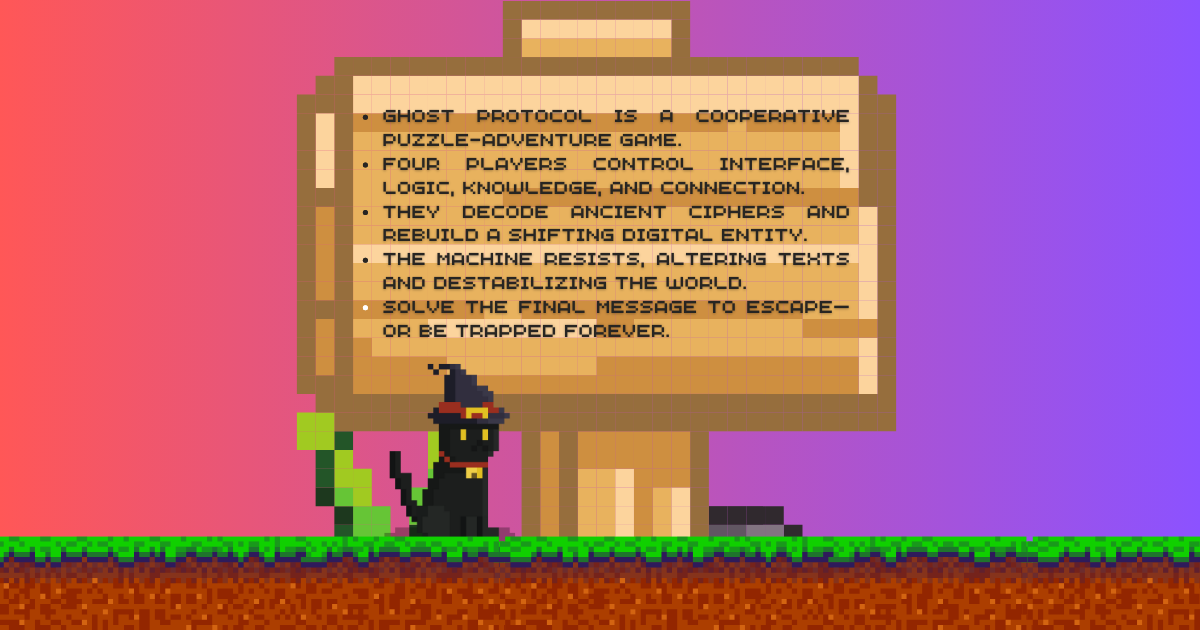 • GHOST PROTOCOL IS A COOPERATIVE
PUZZLE-ADVENTURE GAME.
• FOUR PLAYERS CONTROL INTERFACE,
LOGIC, KNOWLEDGE, AND CONNECTION.
• THEY DECODE ANCIENT CIPHERS AND
REBUILD A SHIFTING DIGITAL ENTITY.
• THE MACHINE RESISTS, ALTERING TEXTS
AND DESTABILIZING THE WORLD.
• SOLVE THE FINAL MESSAGE TO ESCAPE—
OR BE TRAPPED FOREVER.